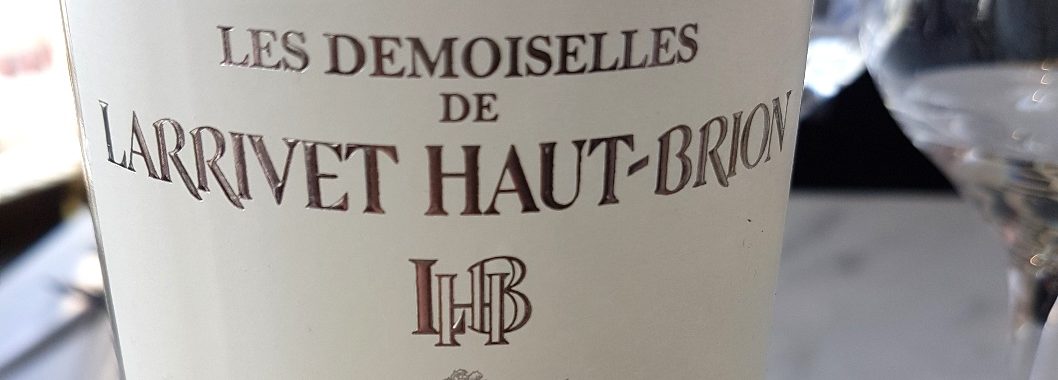 LES DEMOISELLES
DE
LARRIVET HAUT-BRION
LHB